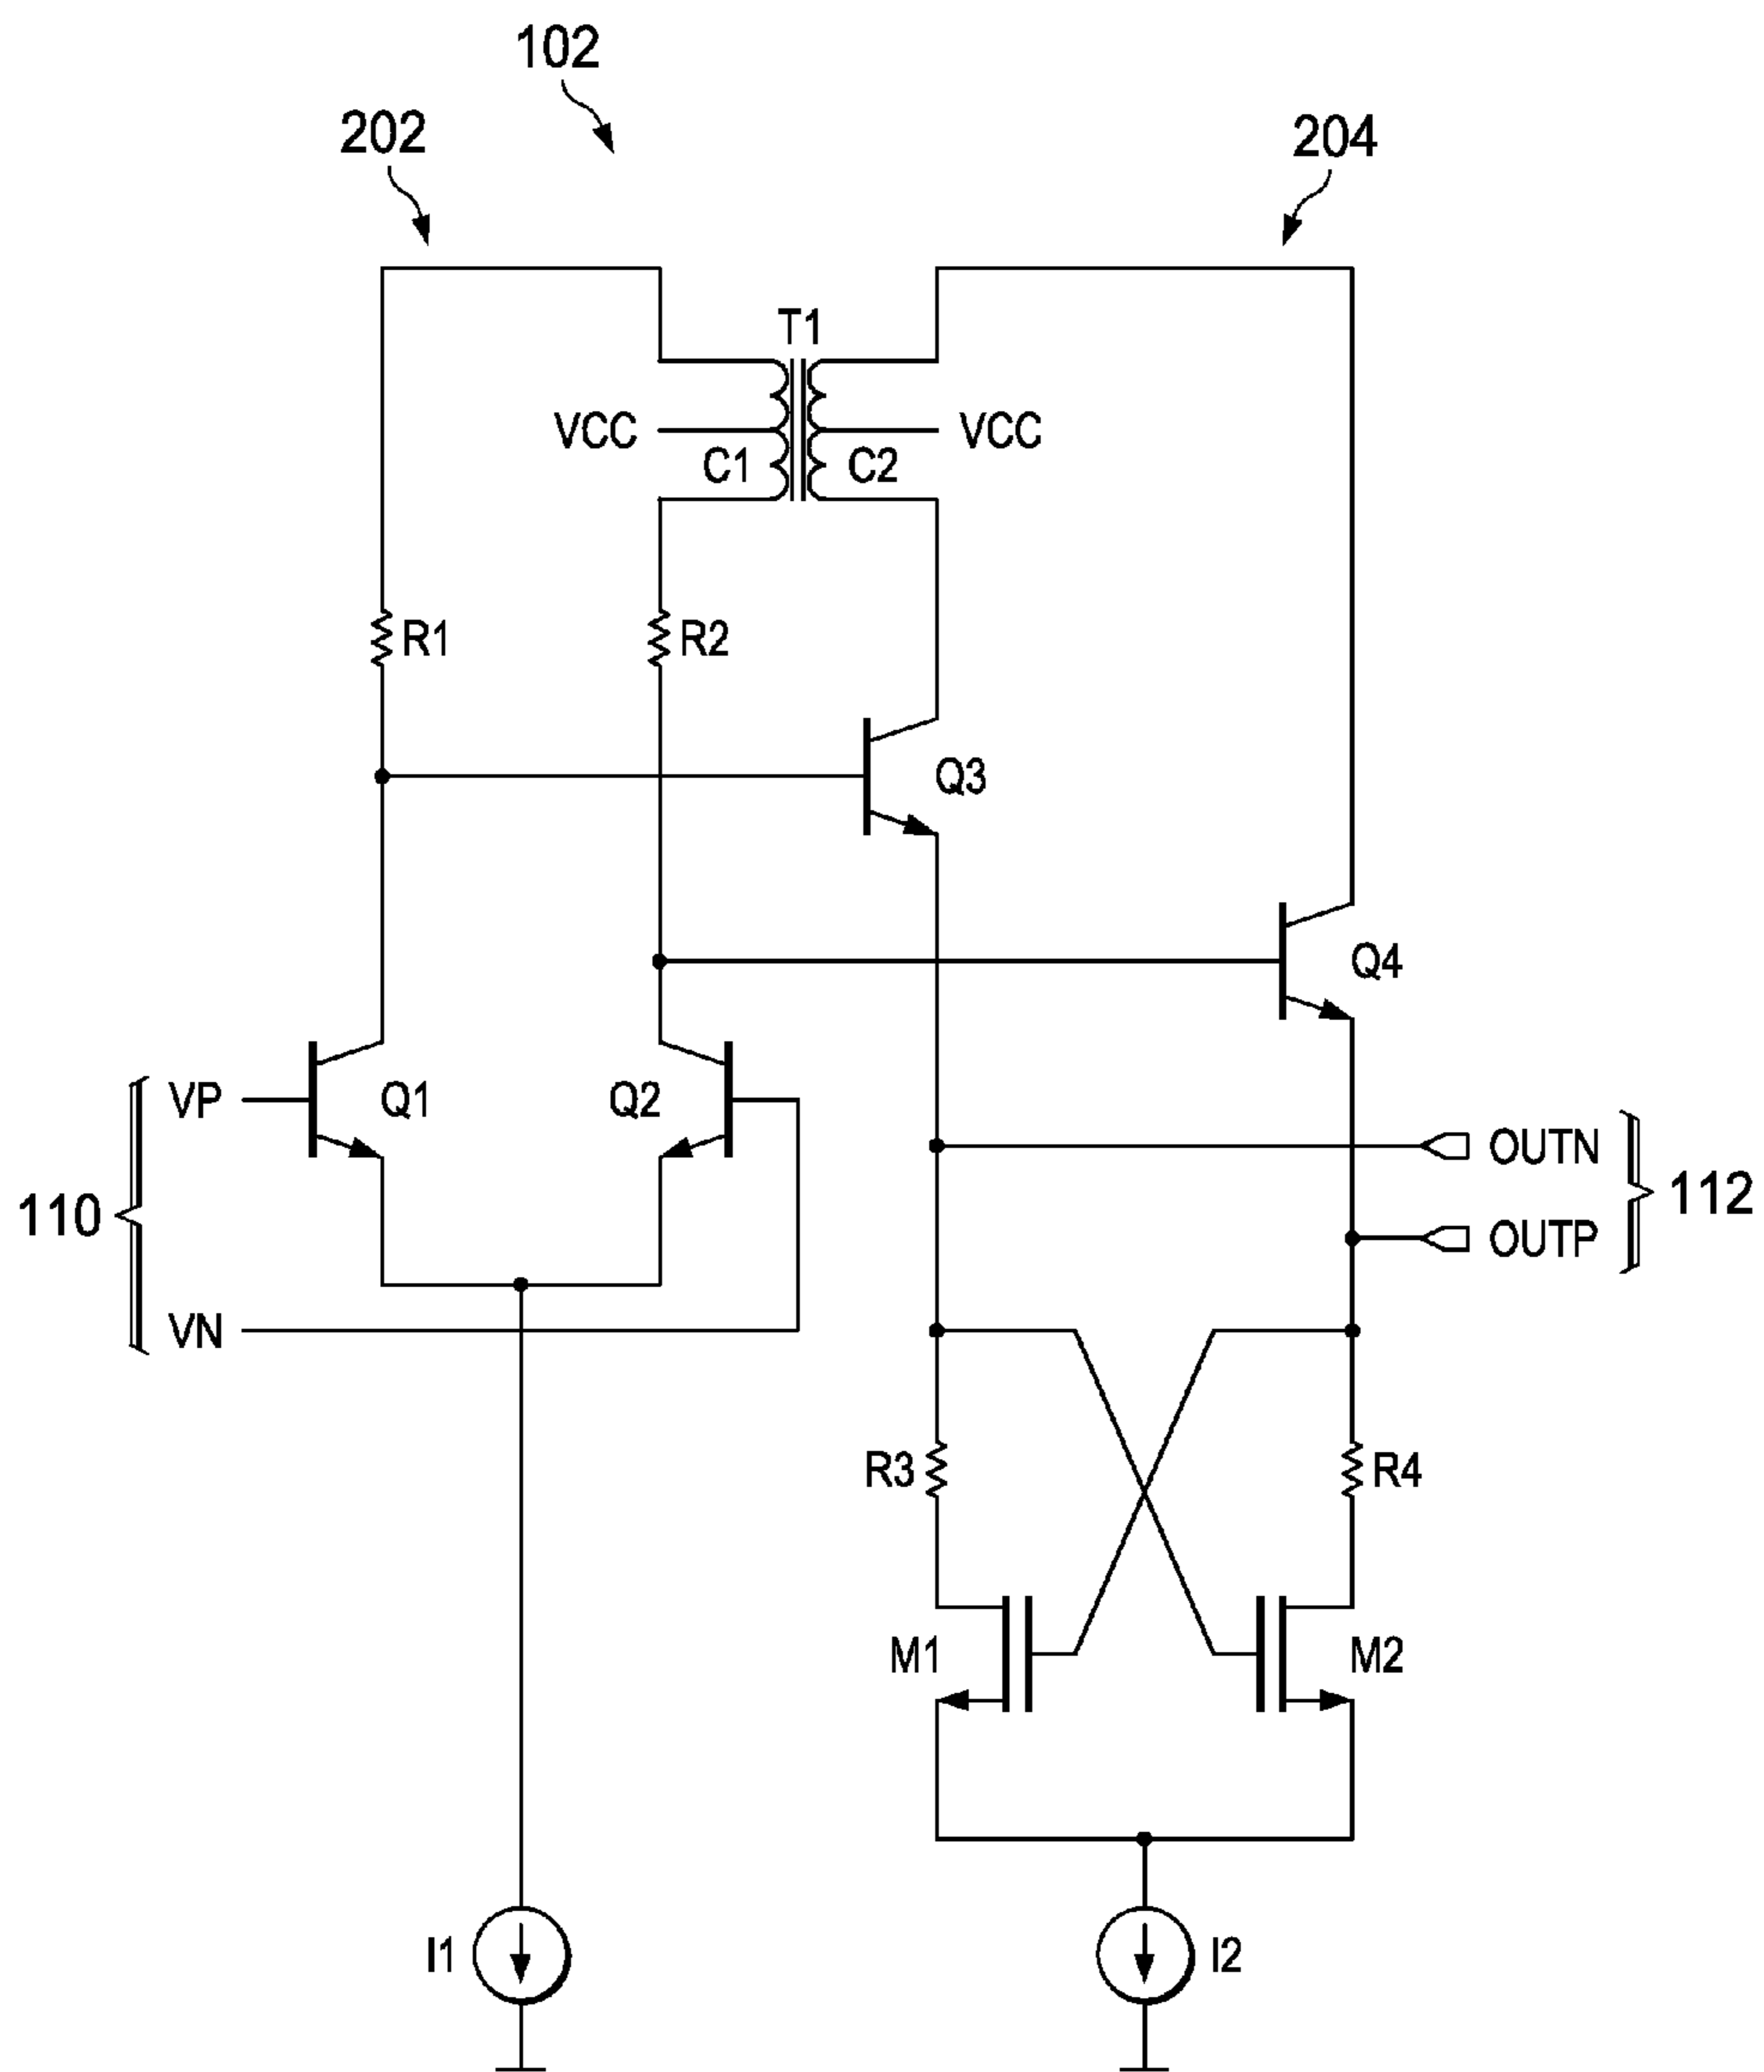 102
202
204
T1
VCC
VCC
C1
C2
R1
R2
Q3
Q4
VP
Q1
Q2
OUTN
110
112
OUTP
VN
R3
R4
M1
M2
I1
I2